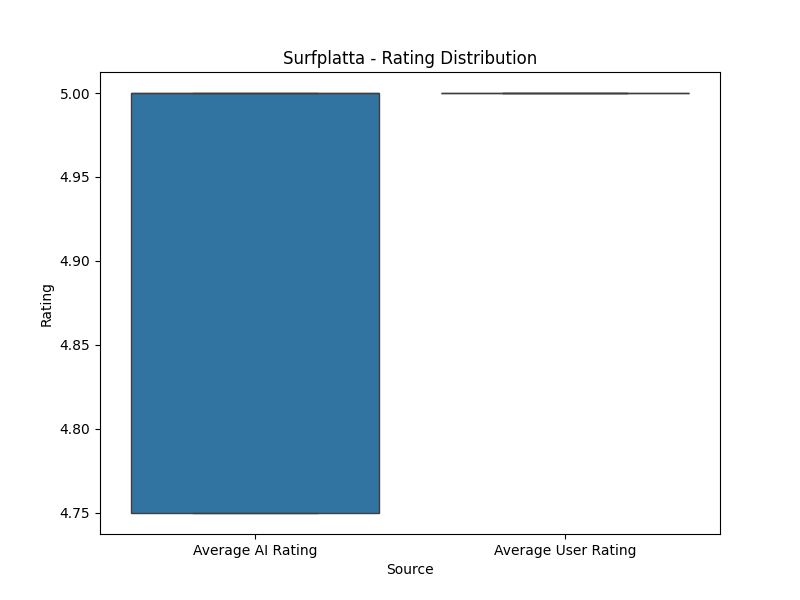 Surfplatta - Rating Distribution
5.00
4.95
4.90
4.85
4.80
4.75
Rating
Average AI Rating
Average User Rating
Source